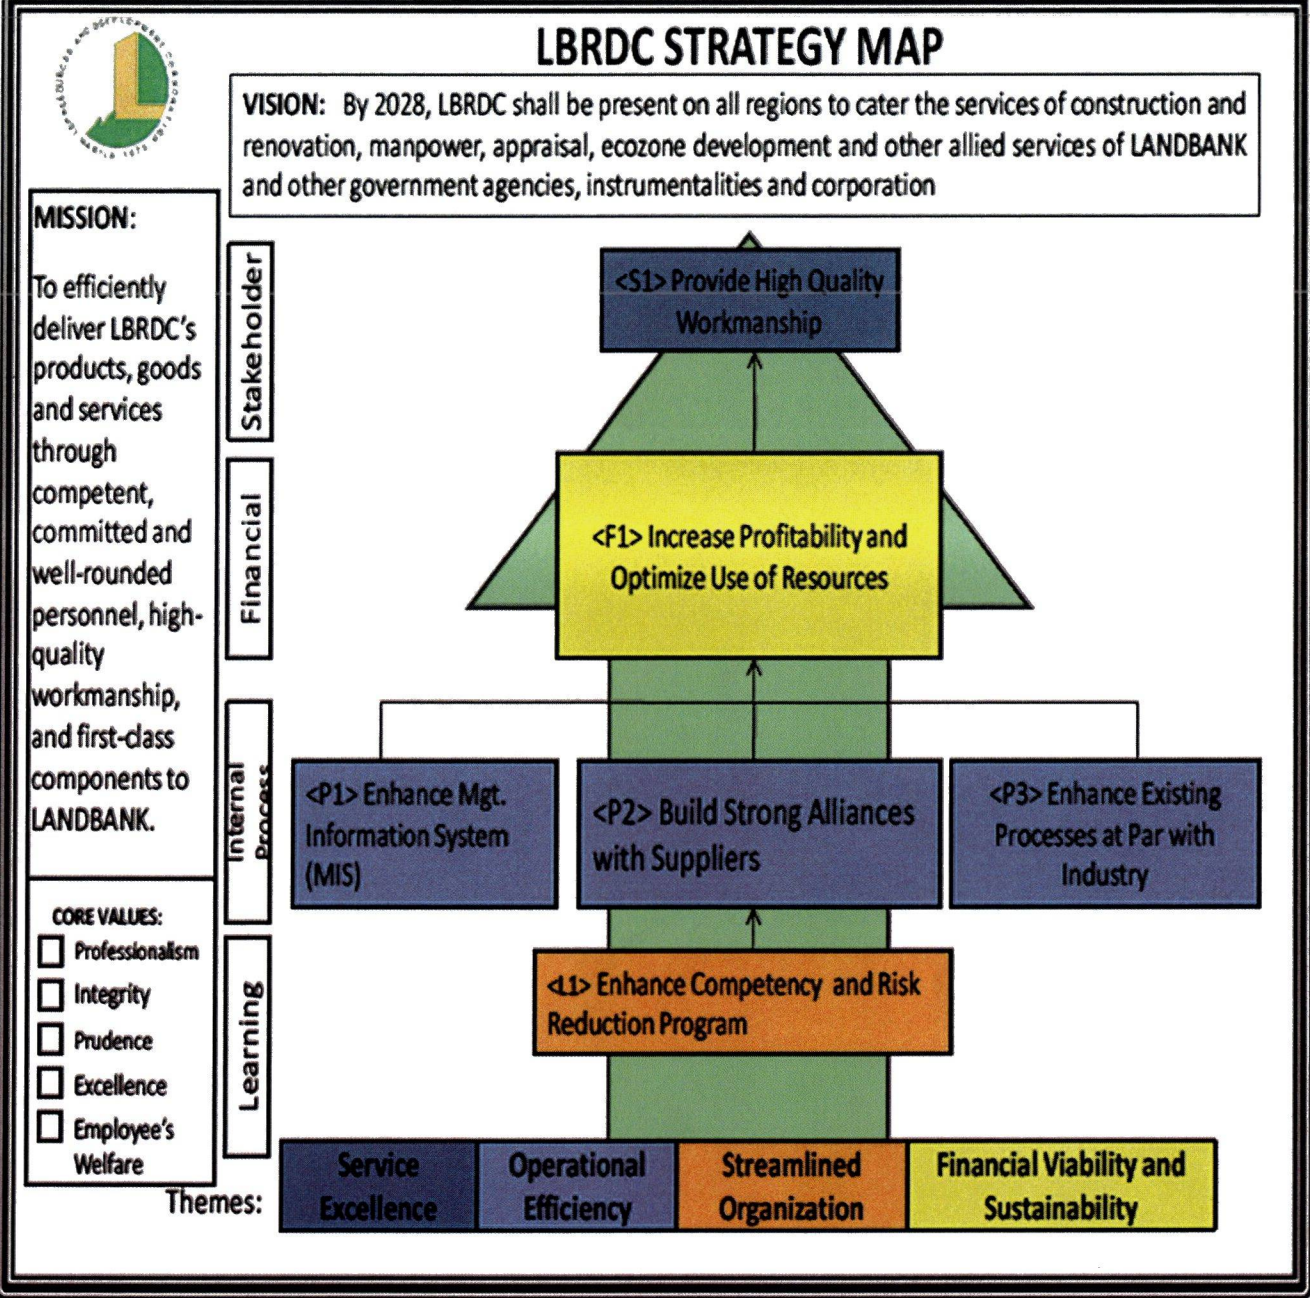 LBRDC STRATEGY MAP
VISION: By 2028, LBRDC shall be present on all regions to cater the services of construction and
renovation, manpower, appraisal, ecozone development and other allied services of LANDBANK
and other government agencies, instrumentalities and corporation
MISSION:
To efficiently
deliver LBRDC's
products, goods
and services
through
competent,
committed and
well-rounded
personnel, high-
quality
workmanship,
and first-class
components to
LANDBANK.
CORE VALUES:
Professionalism
Integrity
Prudence
Excellence
Employee's
Welfare
Stakeholder
<S1> Provide High Quality
Workmanship
Financial
<F1> Increase Profitability and
Optimize Use of Resources
Internal
Process
<P1> Enhance Mgt.
Information System
(MIS)
<P2> Build Strong Alliances
with Suppliers
<P3> Enhance Existing
Processes at Par with
Industry
Learning
<L1> Enhance Competency and Risk
Reduction Program
Themes:
Service
Excellence
Operational
Efficiency
Streamlined
Organization
Financial Viability and
Sustainability